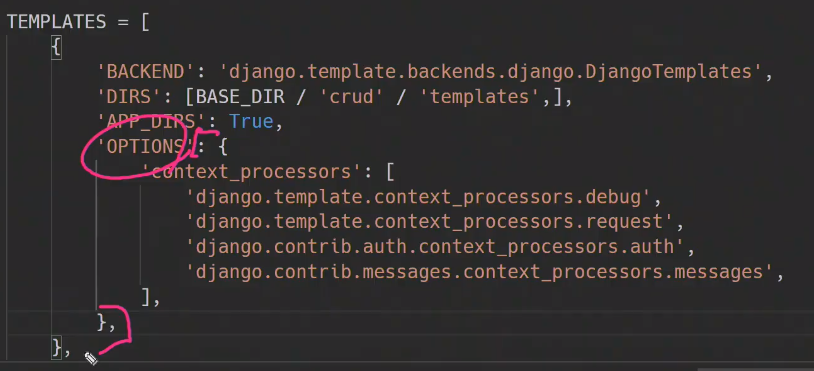 TEMPLATES = [
    {
        'BACKEND': 'django.template.backends.django.DjangoTemplates',
        'DIRS': [BASE_DIR / 'crud' / 'templates',],
        'APP_DIRS': True,
        'OPTIONS': {
            'context_processors': [
                'django.template.context_processors.debug',
                'django.template.context_processors.request',
                'django.contrib.auth.context_processors.auth',
                'django.contrib.messages.context_processors.messages',
            ],
        },
    },